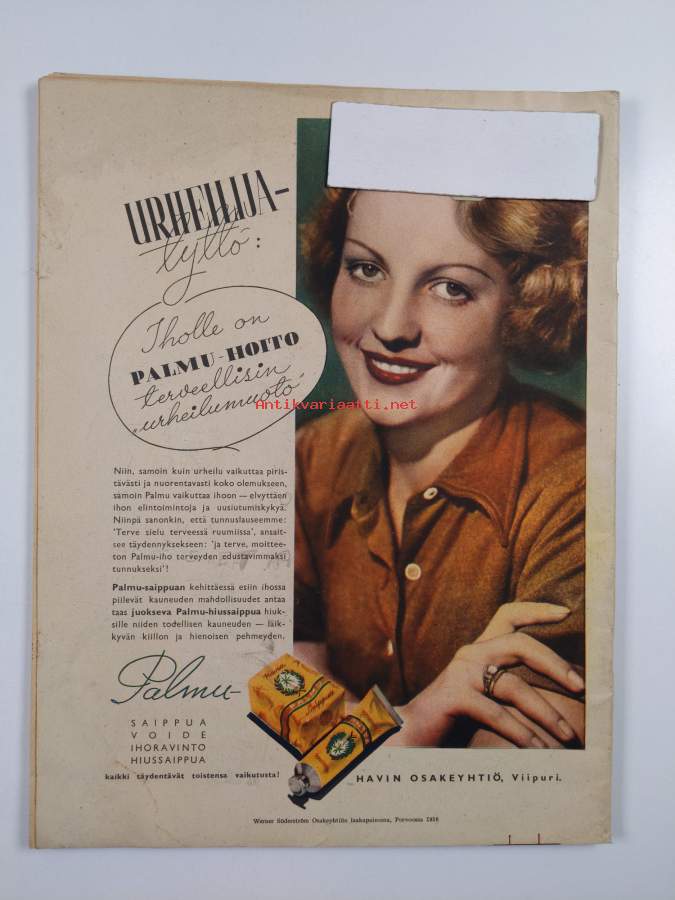 URHEILIJA-
tyttö:
Iholle on
PALMU-HOITO
terveellisin
„urheilumuoto”
Antikvariaatti.net
Niin, samoin kuin urheilu vaikuttaa piris-
tävästi ja nuorentavasti koko olemukseen,
samoin Palmu vaikuttaa ihoon — elvyttäen
ihon elintoimintoja ja uusiutumiskykyä.
Niinpä sanonkin, että tunnuslauseemme:
'Terve sielu terveessä ruumiissa', ansait-
see täydennyksekseen: 'ja terve, moittee-
ton Palmu-iho terveyden edustavimmaksi
tunnukseksi'!
Palmu-saippuan kehittäessä esiin ihossa
piilevät kauneuden mahdollisuudet antaa
taas juokseva Palmu-hiussaippua hiuk-
sille niiden todellisen kauneuden — läik-
kyvän kiillon ja hienoisen pehmeyden.
Palmu-
SAIPPUA
VOIDE
IHORAVINTO
HIUSSAIPPUA
kaikki täydentävät toistensa vaikutusta!
HAVIN OSAKEYHTIÖ, Viipuri.
Werner Söderström Osakeyhtiön laakapainossa, Porvoossa 1938